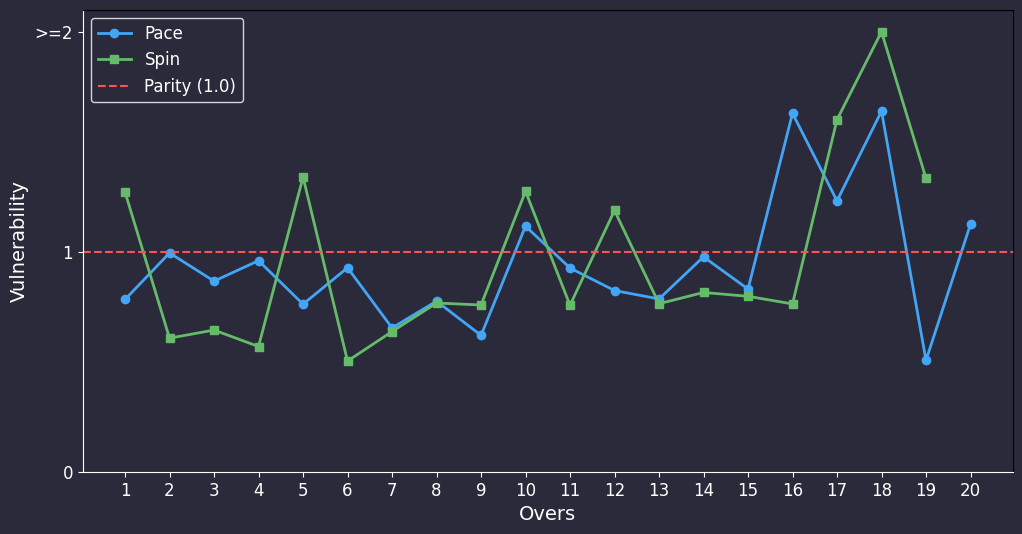 >=2
Pace
Spin
Parity (1.0)
Vulnerability
1
0
1 2 3 4 5 6 7 8 9 10 11 12 13 14 15 16 17 18 19 20
Overs